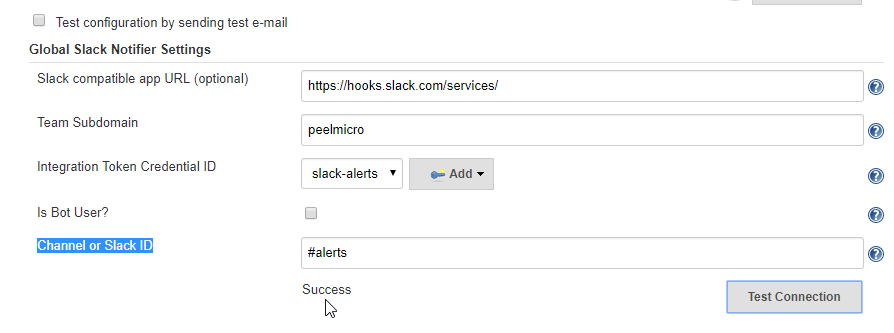 Test configuration by sending test e-mail
Global Slack Notifier Settings
Slack compatible app URL (optional)
https://hooks.slack.com/services/
Team Subdomain
peelmicro
Integration Token Credential ID
slack-alerts
Add
Is Bot User?
Channel or Slack ID
#alerts
Success
Test Connection